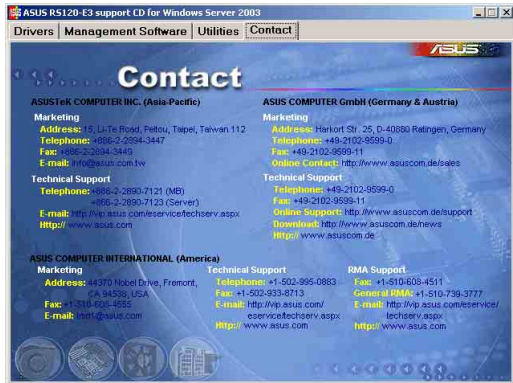 ASUS RS120-E3 support CD for Windows Server 2003
Drivers Management Software Utilities Contact
ASUS
Contact
ASUSTeK COMPUTER INC. (Asia-Pacific)
Marketing
Address: 15, Li-Te Road, Peitou, Taipei, Taiwan 112
Telephone: +886-2-2894-3447
Fax: +886-2-2894-3449
E-mail: info@asus.com.tw
Technical Support
Telephone: +886-2-2890-7121 (MB)
+886-2-2890-7123 (Server)
E-mail: http://vip.asus.com/eservice/techserv.aspx
Http:// www.asus.com
ASUS COMPUTER GmbH (Germany & Austria)
Marketing
Address: Harkort Str. 25, D-40880 Ratingen, Germany
Telephone: +49-2102-9599-0
Fax: +49-2102-9599-11
Online Contact: http://www.asuscom.de/sales
Technical Support
Telephone: +49-2102-9599-0
Fax: +49-2102-9599-11
Online Support: http://www.asuscom.de/support
Download: http://www.asuscom.de/news
Http:// www.asuscom.de
ASUS COMPUTER INTERNATIONAL (America)
Marketing
Address: 44370 Nobel Drive, Fremont,
CA 94538, USA
Fax: +1-510-608-4555
E-mail:
Technical Support
Telephone: +1-502-995-0883
Fax: +1-502-933-8713
E-mail: http://vip.asus.com/
eservice/techserv.aspx
Http:// www.asus.com
RMA Support
Fax: +1-510-608-4511
General RMA: +1-510-739-3777
E-mail: http://vip.asus.com/eservice/
techserv.aspx
http:// www.asus.com